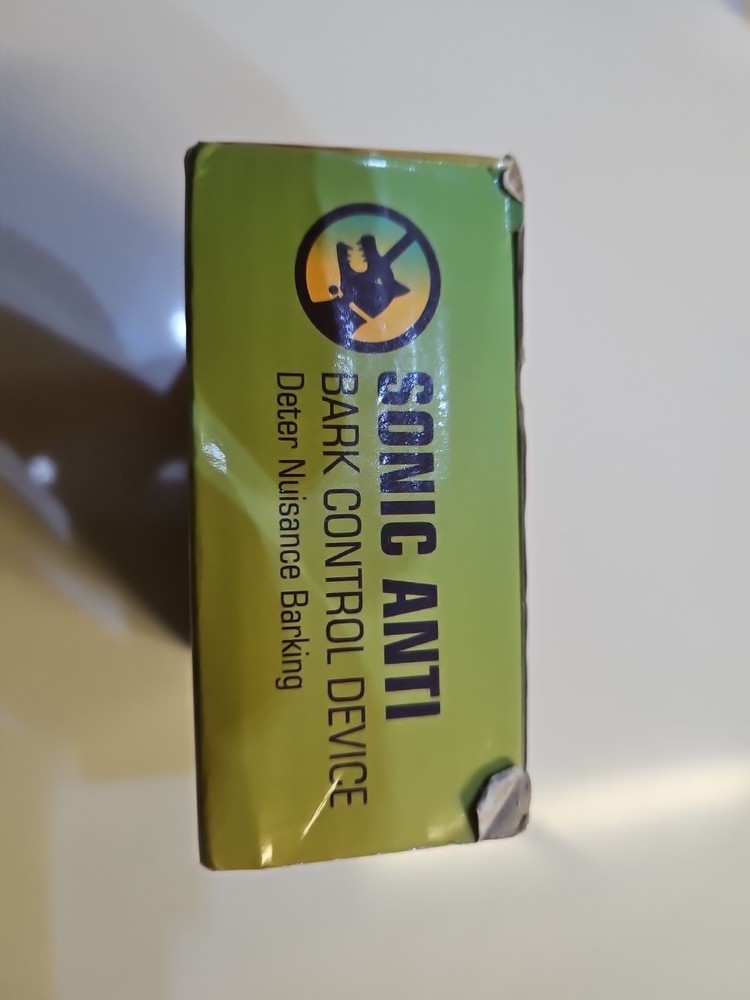 SONIC ANTI
BARK CONTROL DEVICE
Deter Nuisance Barking